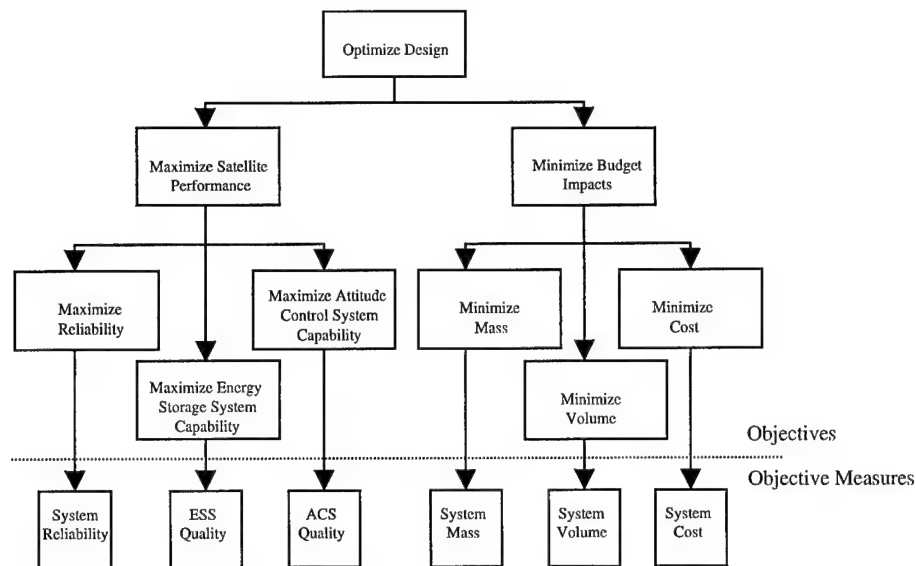 Optimize Design
Maximize Satellite
Performance
Minimize Budget
Impacts
Maximize
Reliability
Maximize Attitude
Control System
Capability
Minimize
Mass
Minimize
Cost
Maximize Energy
Storage System
Capability
Minimize
Volume
Objectives
Objective Measures
System
Reliability
ESS
Quality
ACS
Quality
System
Mass
System
Volume
System
Cost